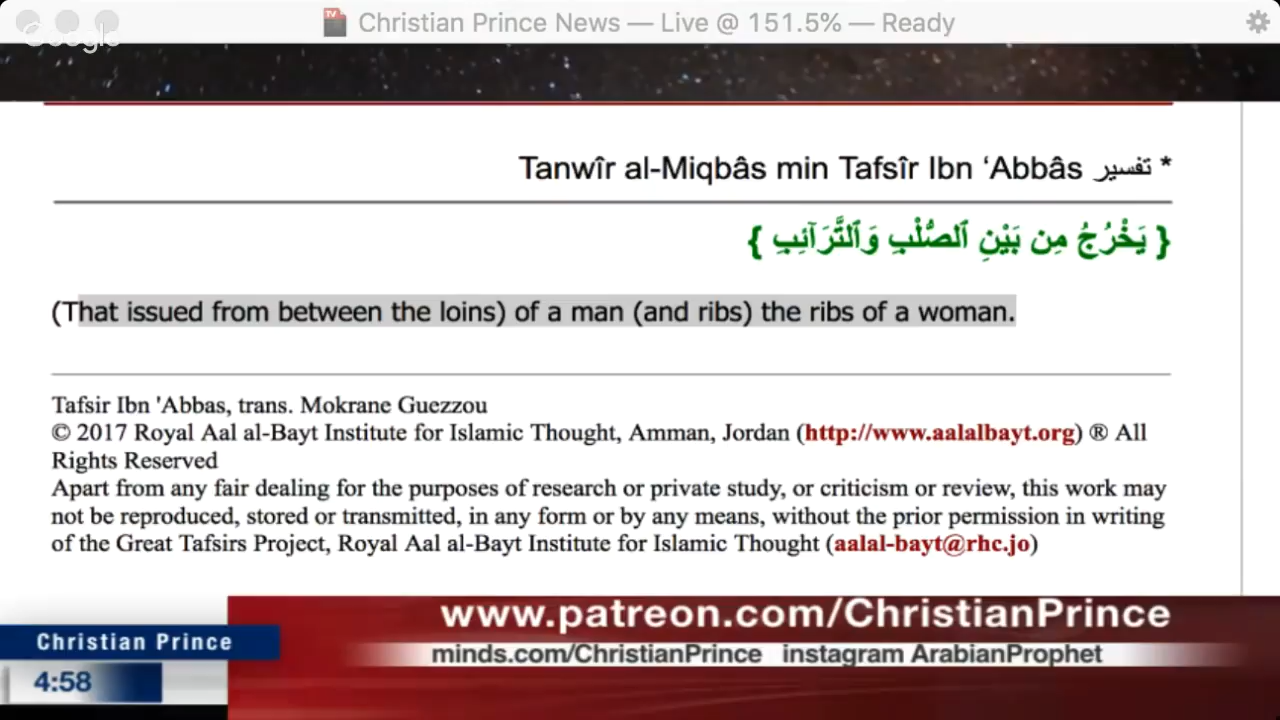 Christian Prince News — Live @ 151.5% — Ready
Google
Tanwîr al-Miqbâs min Tafsîr Ibn ‘Abbâs تفسير *
{ يَخْرُجُ مِن بَيْنِ ٱلصُّلْبِ وَٱلتَّرَآئِبِ }
(That issued from between the loins) of a man (and ribs) the ribs of a woman.
Tafsir Ibn 'Abbas, trans. Mokrane Guezzou
© 2017 Royal Aal al-Bayt Institute for Islamic Thought, Amman, Jordan (http://www.aalalbayt.org) ® All
Rights Reserved
Apart from any fair dealing for the purposes of research or private study, or criticism or review, this work may
not be reproduced, stored or transmitted, in any form or by any means, without the prior permission in writing
of the Great Tafsirs Project, Royal Aal al-Bayt Institute for Islamic Thought (aalal-bayt@rhc.jo)
www.patreon.com/ChristianPrince
Christian Prince
minds.com/ChristianPrince instagram ArabianProphet
4:58